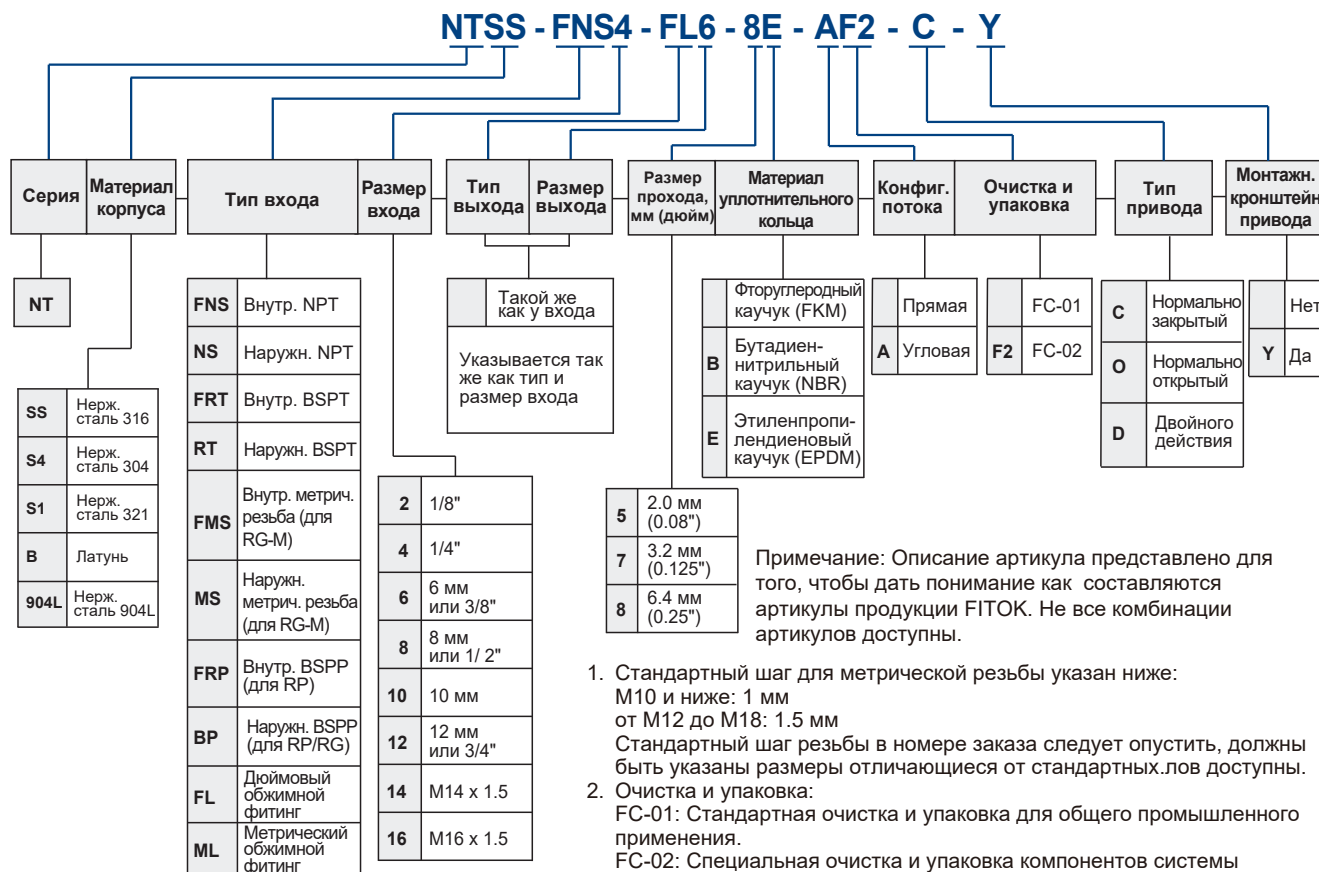 NTSS - FNS4 - FL6 - 8E - AF2 - C - Y
Серия
Материал
корпуса
Тип входа
Размер
входа
Тип
выхода
Размер
выхода
Размер
прохода,
мм (дюйм)
Материал
уплотнительного
кольца
Конфиг.
потока
Очистка и
упаковка
Тип
привода
Монтажн.
кронштейн
привода
NT
SS Нерж.
сталь 316
S4 Нерж.
сталь 304
S1 Нерж.
сталь 321
B Латунь
904L Нерж.
сталь 904L
FNS Внутр. NPT
NS Наружн. NPT
FRT Внутр. BSPT
RT Наружн. BSPT
FMS Внутр. метрич.
резьба (для
RG-M)
MS Наружн.
метрич. резьба
(для RG-M)
FRP Внутр. BSPP
(для RP)
BP Наружн. BSPP
(для RP/RG)
FL Дюймовый
обжимной
фитинг
ML Метрический
обжимной
фитинг
2 1/8"
4 1/4"
6 6 мм
или 3/8"
8 8 мм
или 1/ 2"
10 10 мм
12 12 мм
или 3/4"
14 M14 x 1.5
16 M16 x 1.5
Такой же
как у входа
Указывается так
же как тип и
размер входа
5 2.0 мм
(0.08")
7 3.2 мм
(0.125")
8 6.4 мм
(0.25")
Фторуглеродный
каучук (FKM)
B Бутадиен-
нитрильный
каучук (NBR)
E Этиленпропи-
лендиеновый
каучук (EPDM)
Прямая
A Угловая
FC-01
F2 FC-02
C Нормально
закрытый
O Нормально
открытый
D Двойного
действия
Нет
Y Да
Примечание: Описание артикула представлено для
того, чтобы дать понимание как составляются
артикулы продукции FITOK. Не все комбинации
артикулов доступны.
1. Стандартный шаг для метрической резьбы указан ниже:
M10 и ниже: 1 мм
от M12 до M18: 1.5 мм
Стандартный шаг резьбы в номере заказа следует опустить, должны
быть указаны размеры отличающиеся от стандартных.лов доступны.
2. Очистка и упаковка:
FC-01: Стандартная очистка и упаковка для общего промышленного
применения.
FC-02: Специальная очистка и упаковка компонентов системы